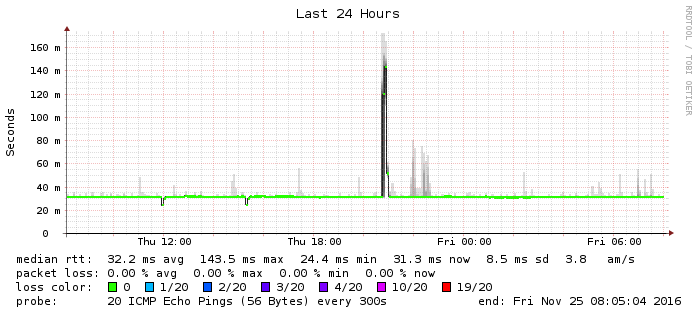 Last 24 Hours
RRDTOOL / TOBI OETIKER
Seconds
160 m
140 m
120 m
100 m
80 m
60 m
40 m
20 m
0
Thu 12:00 Thu 18:00 Fri 00:00 Fri 06:00
median rtt: 32.2 ms avg 143.5 ms max 24.4 ms min 31.3 ms now 8.5 ms sd 3.8 am/s
packet loss: 0.00 % avg 0.00 % max 0.00 % min 0.00 % now
loss color: 0 1/20 2/20 3/20 4/20 10/20 19/20
probe: 20 ICMP Echo Pings (56 Bytes) every 300s end: Fri Nov 25 08:05:04 2016